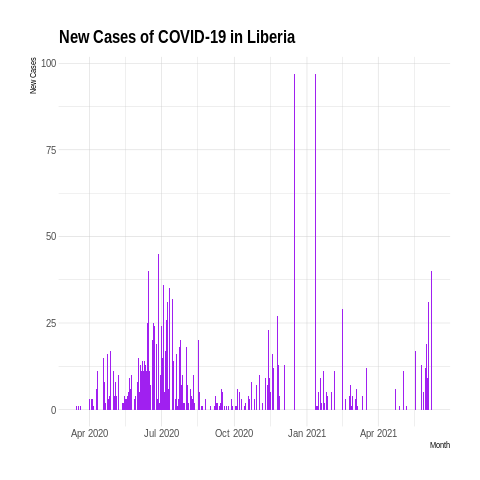 New Cases of COVID-19 in Liberia
New Cases
100
75
50
25
0
Apr 2020 Jul 2020 Oct 2020 Jan 2021 Apr 2021
Month